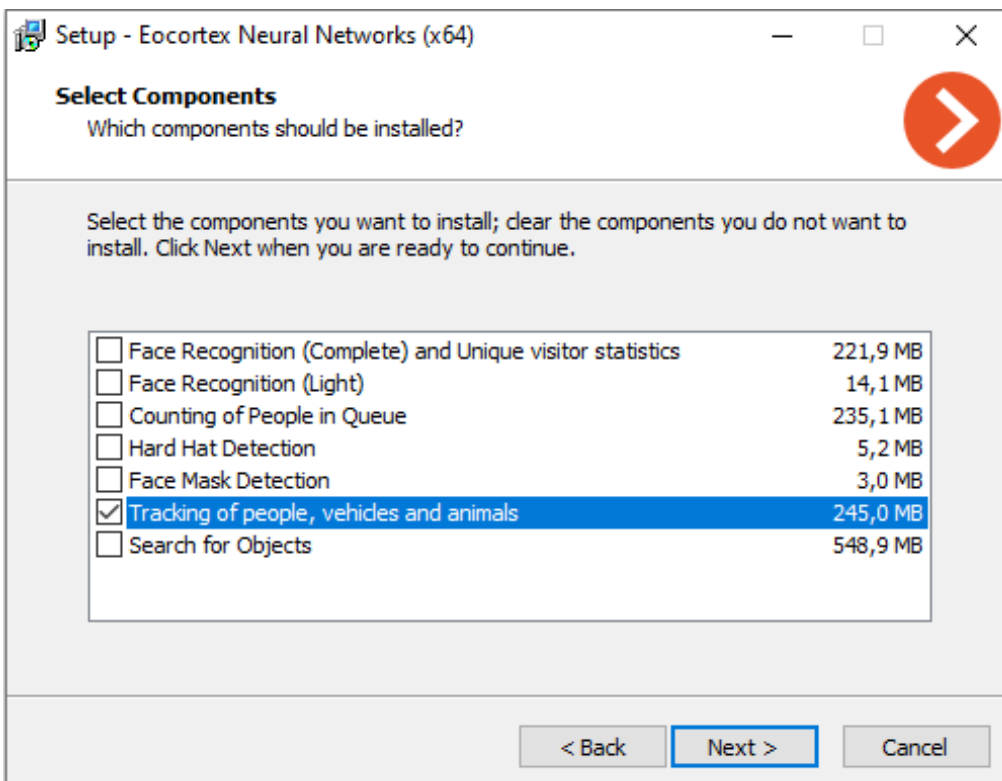 Setup - Eocortex Neural Networks (x64)
Select Components
Which components should be installed?
Select the components you want to install; clear the components you do not want to
install. Click Next when you are ready to continue.
Face Recognition (Complete) and Unique visitor statistics 221,9 MB
Face Recognition (Light) 14,1 MB
Counting of People in Queue 235,1 MB
Hard Hat Detection 5,2 MB
Face Mask Detection 3,0 MB
Tracking of people, vehicles and animals 245,0 MB
Search for Objects 548,9 MB
< Back Next > Cancel